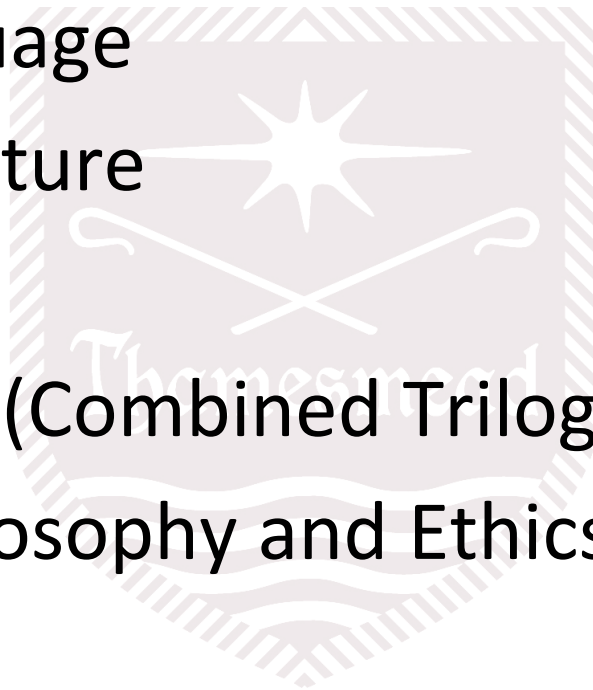 uage
ture
Thamesmead
(Combined Trilog
osophy and Ethics